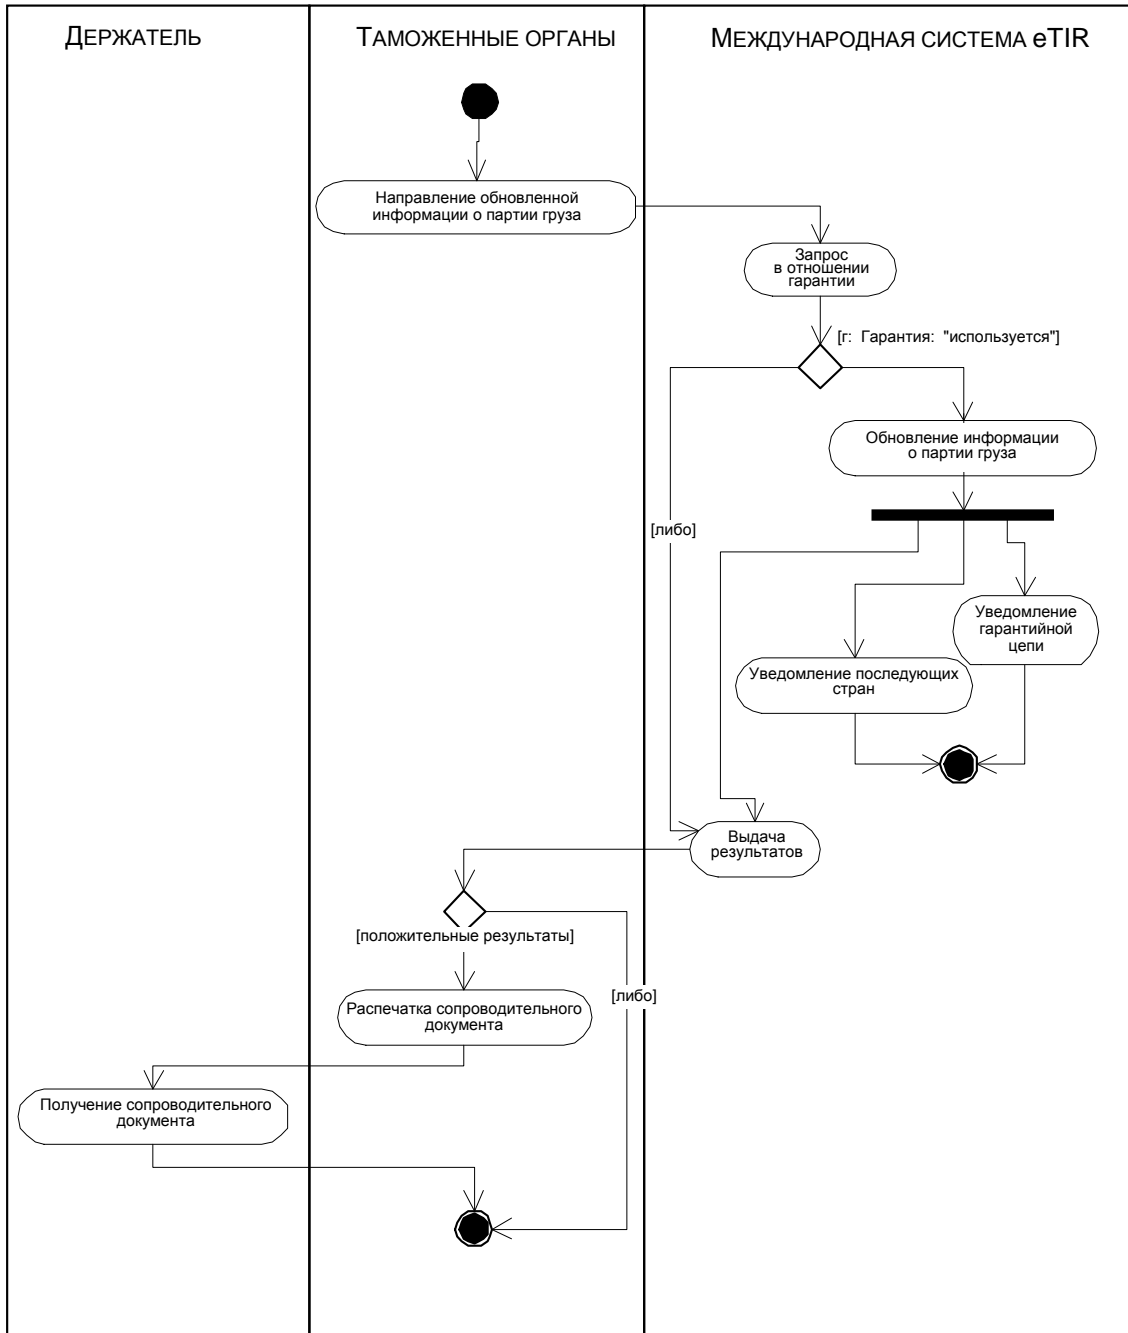 ДЕРЖАТЕЛЬ
ТАМОЖЕННЫЕ ОРГАНЫ
МЕЖДУНАРОДНАЯ СИСТЕМА eTIR
Направление обновленной
информации о партии груза
Запрос
в отношении
гарантии
[г: Гарантия: "используется"]
Обновление информации
о партии груза
[либо]
Уведомление
гарантийной
цепи
Уведомление последующих
стран
Выдача
результатов
[положительные результаты]
[либо]
Распечатка сопроводительного
документа
Получение сопроводительного
документа